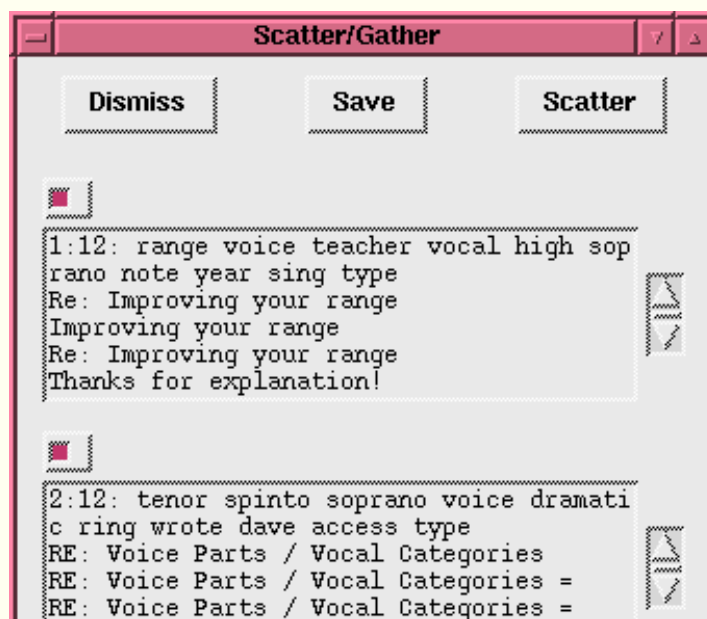 Scatter/Gather
Dismiss Save Scatter
1:12: range voice teacher vocal high sop
rano note year sing type
Re: Improving your range
Improving your range
Re: Improving your range
Thanks for explanation!
2:12: tenor spinto soprano voice dramati
c ring wrote dave access type
RE: Voice Parts / Vocal Categories
RE: Voice Parts / Vocal Categories =
RE: Voice Parts / Vocal Categories =